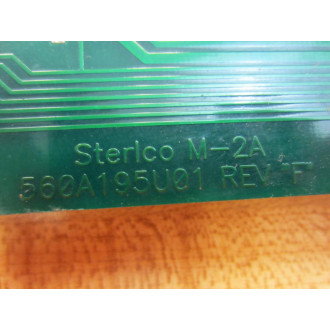 Sterlco M-2A
560A195U01 REV "F"